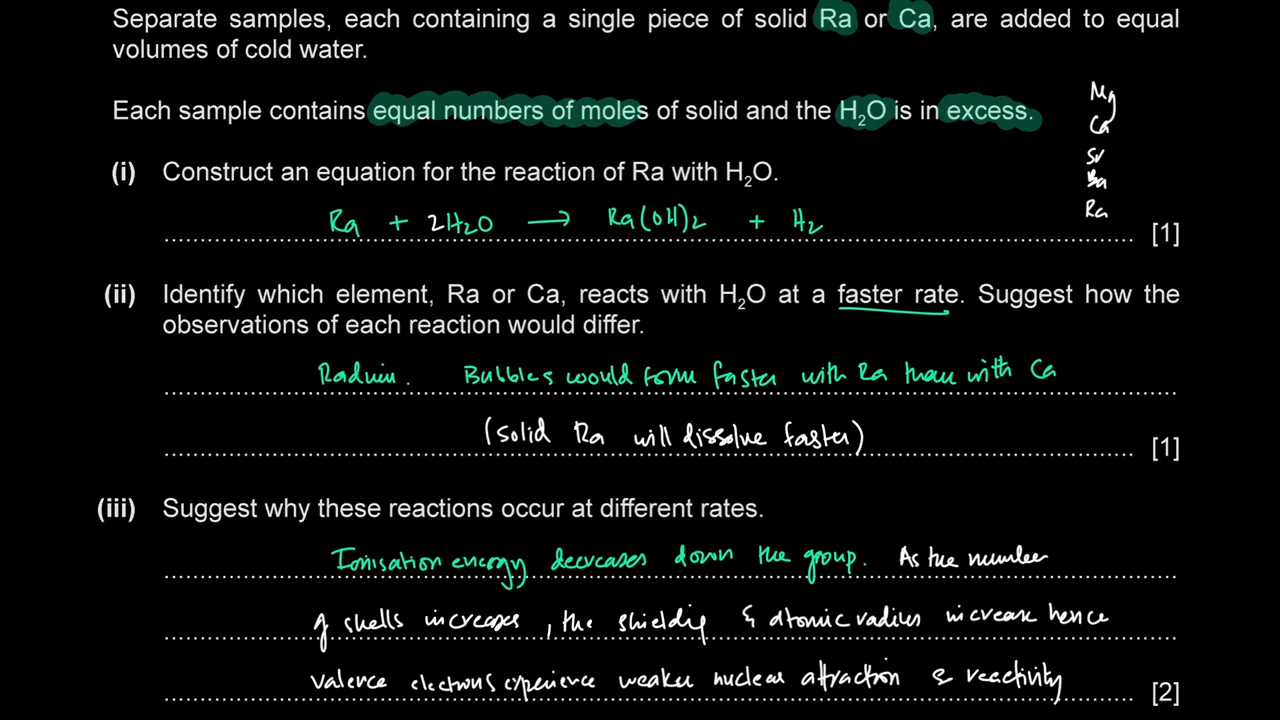 Separate samples, each containing a single piece of solid Ra or Ca, are added to equal
volumes of cold water.
Each sample contains equal numbers of moles of solid and the H₂O is in excess.
Mg
Ca
Sr
Ba
Ra
(i) Construct an equation for the reaction of Ra with H₂O.
Ra + 2H₂O → Ra(OH)₂ + H₂
[1]
(ii) Identify which element, Ra or Ca, reacts with H₂O at a faster rate. Suggest how the
observations of each reaction would differ.
Radium. Bubbles would form faster with Ra than with Ca
(solid Ra will dissolve faster)
[1]
(iii) Suggest why these reactions occur at different rates.
Ionisation energy decreases down the group. As the number
of shells increases, the shielding & atomic radius increase hence
valence electrons experience weaker nuclear attraction & reactivity
[2]